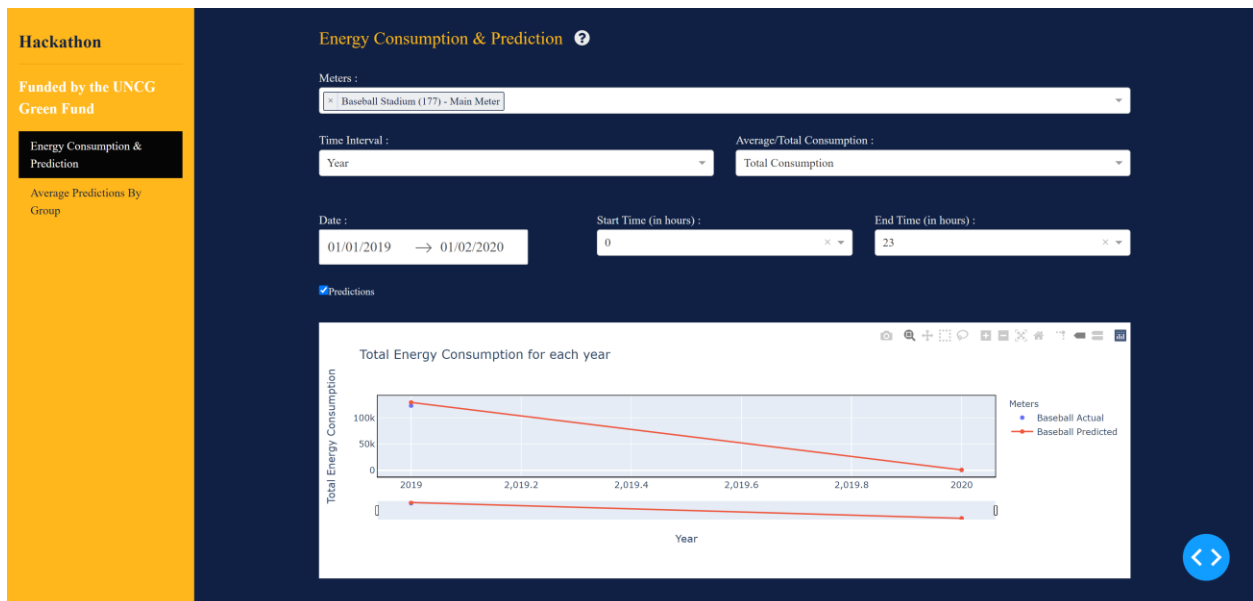 Hackathon
Funded by the UNCG
Green Fund
Energy Consumption &
Prediction
Average Predictions By
Group
Energy Consumption & Prediction ?
Meters :
× Baseball Stadium (177) - Main Meter
Time Interval :
Year
Average/Total Consumption :
Total Consumption
Date :
01/01/2019 → 01/02/2020
Start Time (in hours) :
0 ×
End Time (in hours) :
23 ×
Predictions
Total Energy Consumption for each year
Total Energy Consumption
100k
50k
0
2019
2,019.2
2,019.4
2,019.6
2,019.8
2020
Year
Meters
Baseball Actual
Baseball Predicted